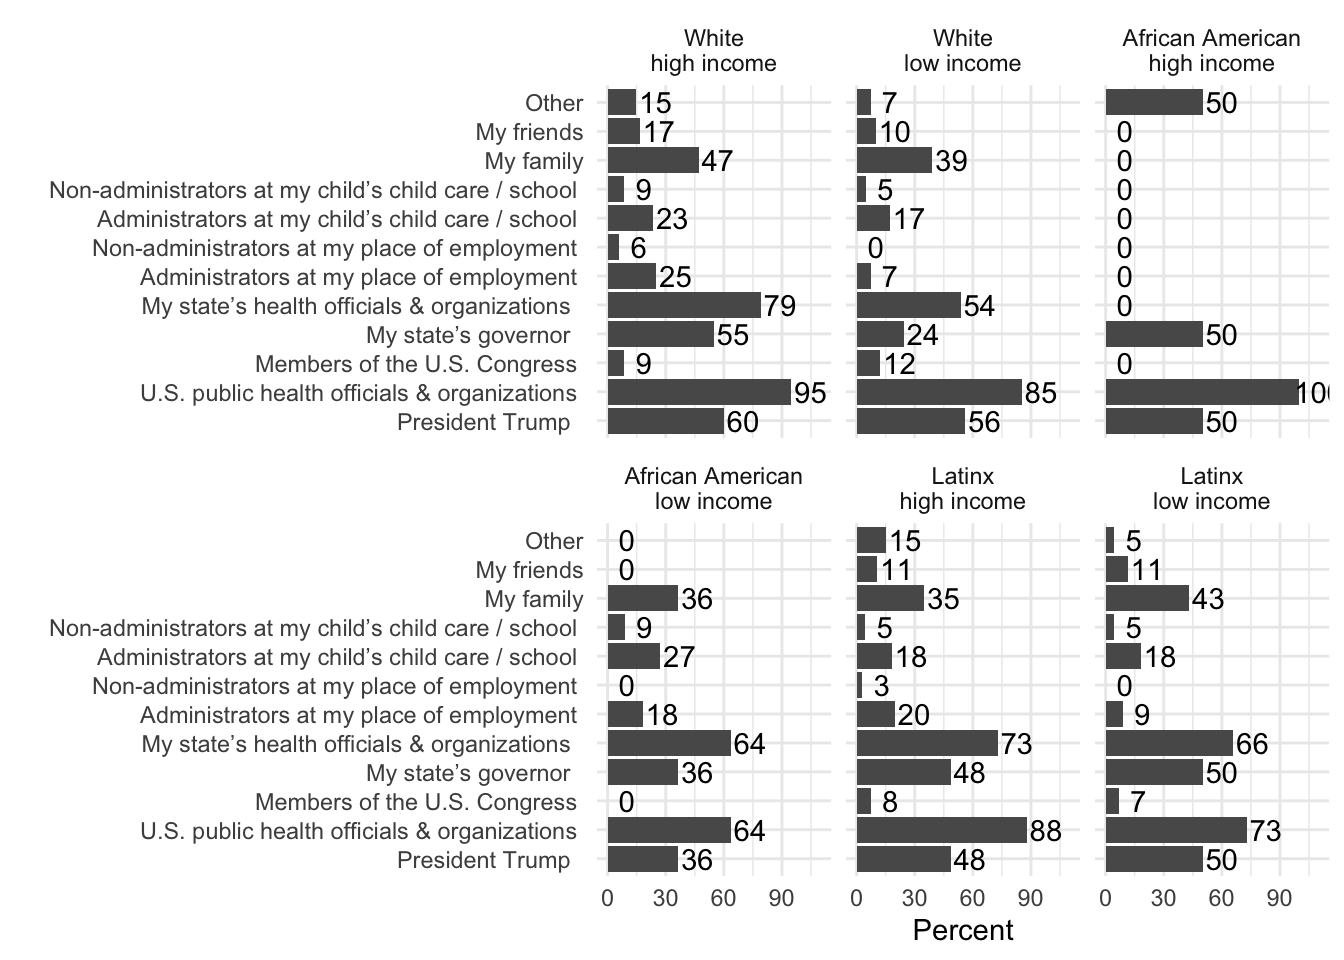 White
high income
White
low income
African American
high income
Other 15 7 50
My friends 17 10 0
My family 47 39 0
Non-administrators at my child’s child care / school 9 5 0
Administrators at my child’s child care / school 23 17 0
Non-administrators at my place of employment 6 0 0
Administrators at my place of employment 25 7 0
My state’s health officials & organizations 79 54 0
My state’s governor 55 24 50
Members of the U.S. Congress 9 12 0
U.S. public health officials & organizations 95 85 100
President Trump 60 56 50
African American
low income
Latinx
high income
Latinx
low income
Other 0 15 5
My friends 0 11 11
My family 36 35 43
Non-administrators at my child’s child care / school 9 5 5
Administrators at my child’s child care / school 27 18 18
Non-administrators at my place of employment 0 3 0
Administrators at my place of employment 18 20 9
My state’s health officials & organizations 64 73 66
My state’s governor 36 48 50
Members of the U.S. Congress 0 8 7
U.S. public health officials & organizations 64 88 73
President Trump 36 48 50
0 30 60 90 0 30 60 90 0 30 60 90
Percent